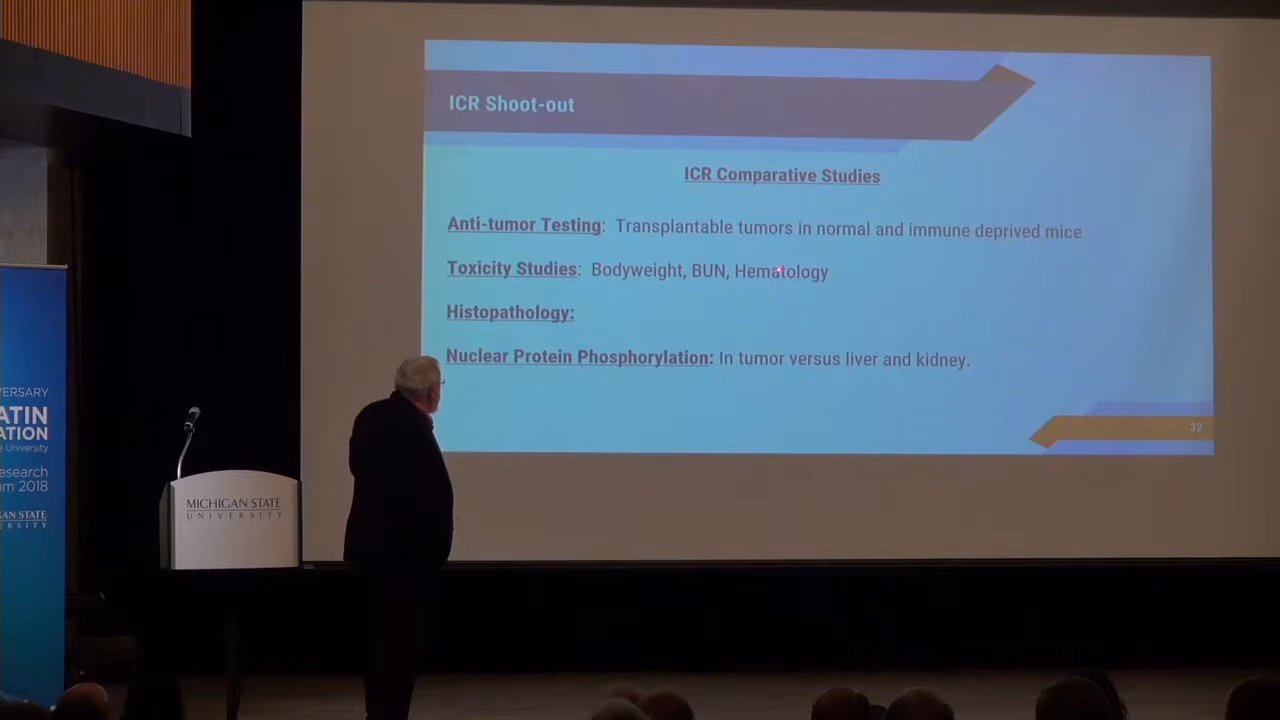 ICR Shoot-out
ICR Comparative Studies
Anti-tumor Testing: Transplantable tumors in normal and immune deprived mice
Toxicity Studies: Bodyweight, BUN, Hematology
Histopathology:
Nuclear Protein Phosphorylation: In tumor versus liver and kidney.
32
MICHIGAN STATE
UNIVERSITY
VERSARY
ATIN
ATION
e University
esearch
m 2018
AN STATE
ERSITY